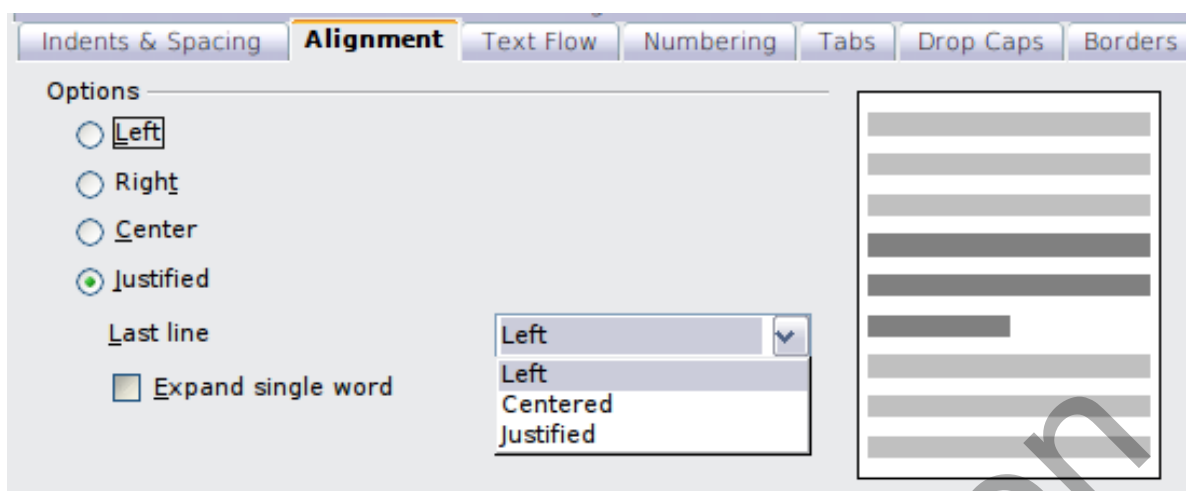 Indents & Spacing Alignment Text Flow Numbering Tabs Drop Caps Borders
Options
Left
Right
Center
Justified
Last line Left
Left
Expand single word
Centered
Justified